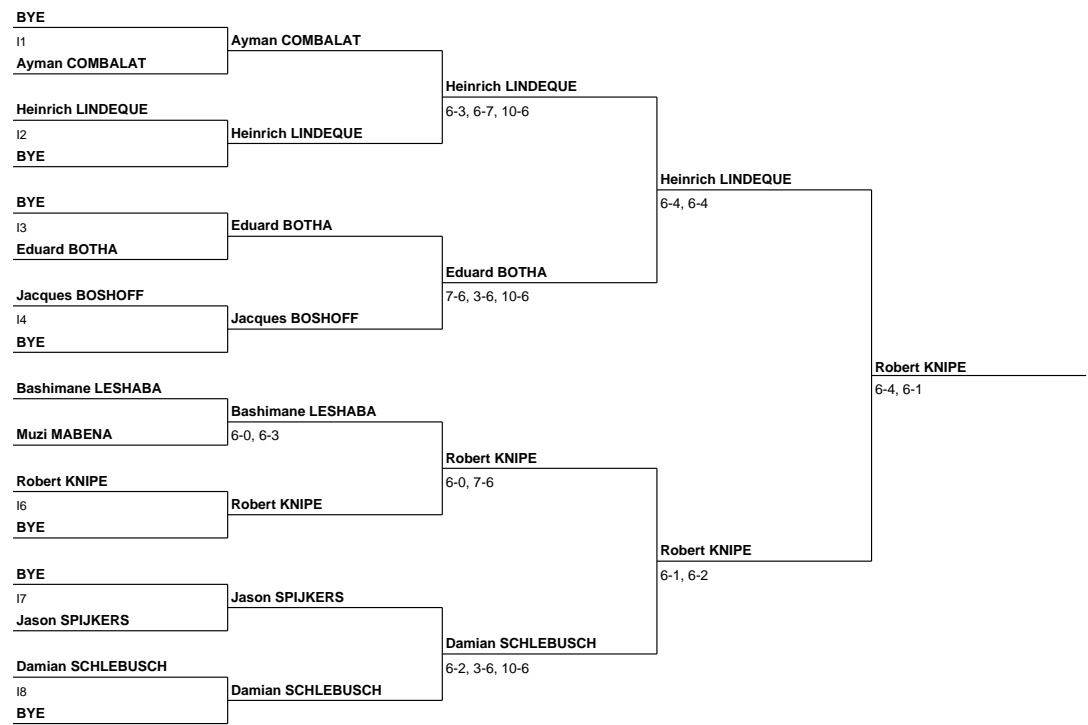 BYE
I1
Ayman COMBALAT
Ayman COMBALAT
Heinrich LINDEQUE
6-3, 6-7, 10-6
Heinrich LINDEQUE
I2
BYE
Heinrich LINDEQUE
Heinrich LINDEQUE
6-4, 6-4
BYE
I3
Eduard BOTHA
Eduard BOTHA
Eduard BOTHA
7-6, 3-6, 10-6
Jacques BOSHOFF
I4
BYE
Jacques BOSHOFF
Robert KNIPE
6-4, 6-1
Bashimane LESHABA
Muzi MABENA
Bashimane LESHABA
6-0, 6-3
Robert KNIPE
6-0, 7-6
Robert KNIPE
I6
BYE
Robert KNIPE
Robert KNIPE
6-1, 6-2
BYE
I7
Jason SPIJKERS
Jason SPIJKERS
Damian SCHLEBUSCH
6-2, 3-6, 10-6
Damian SCHLEBUSCH
I8
BYE
Damian SCHLEBUSCH